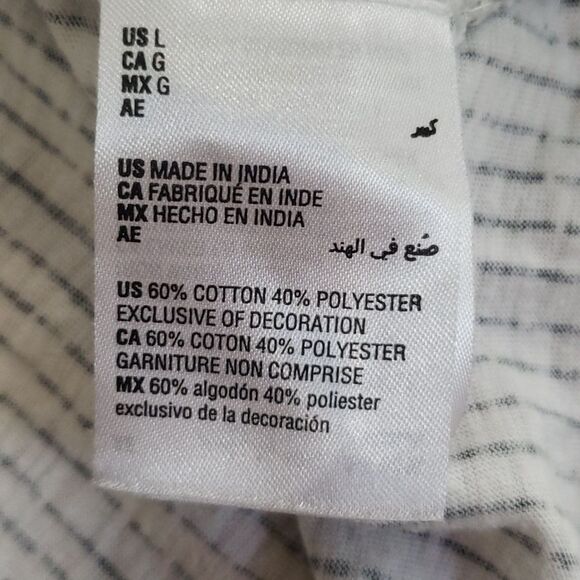 US L
CA G
MX G
AE
كبير
US MADE IN INDIA
CA FABRIQUÉ EN INDE
MX HECHO EN INDIA
AE
صُنع في الهند
US 60% COTTON 40% POLYESTER
EXCLUSIVE OF DECORATION
CA 60% COTON 40% POLYESTER
GARNITURE NON COMPRISE
MX 60% algodón 40% poliester
exclusivo de la decoración